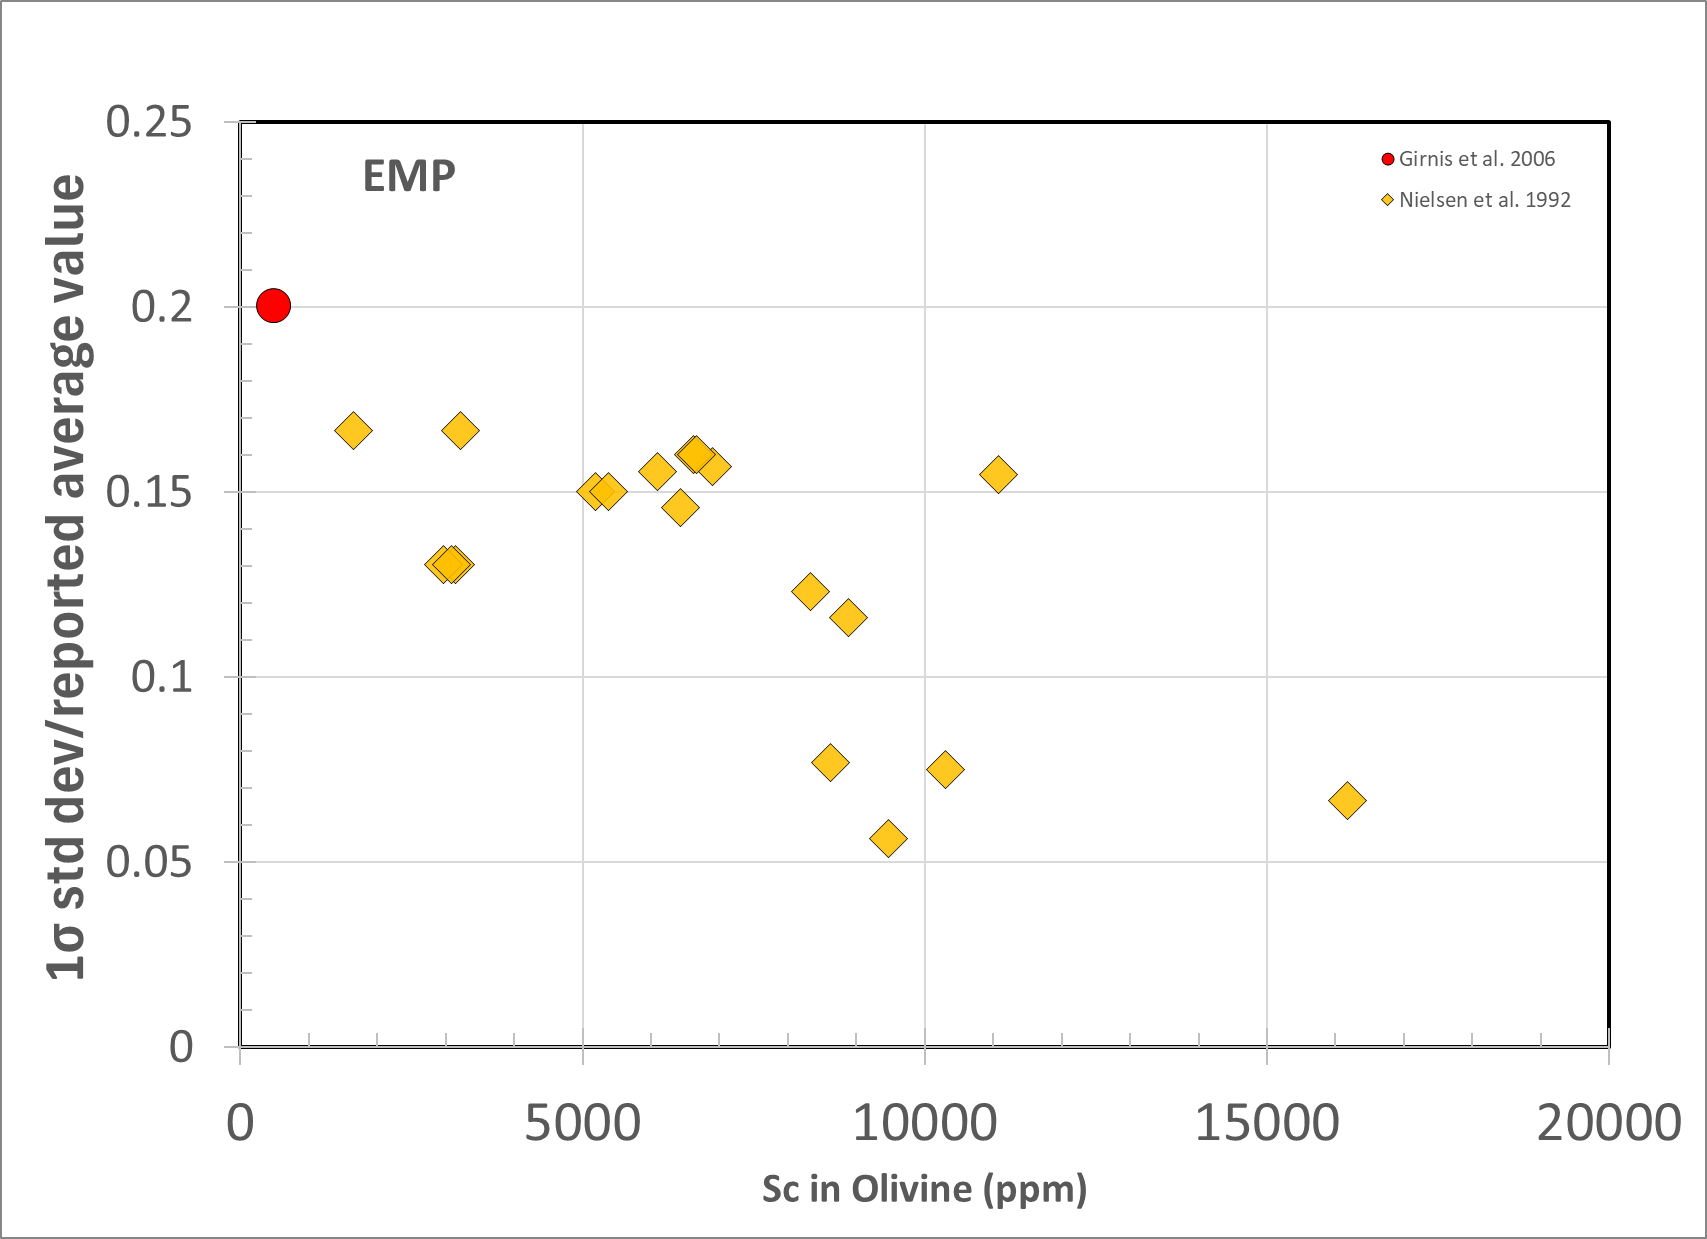 EMP
Girnis et al. 2006
Nielsen et al. 1992
1σ std dev/reported average value
0.25
0.2
0.15
0.1
0.05
0
0 5000 10000 15000 20000
Sc in Olivine (ppm)